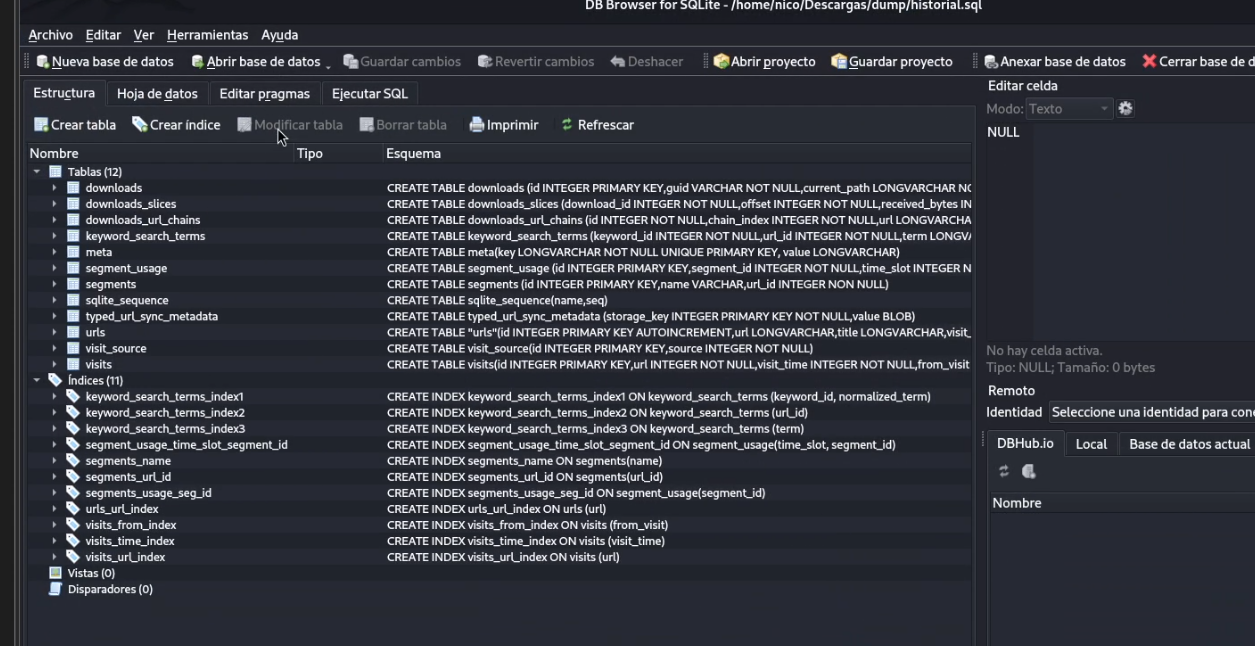 DB Browser for SQLite - /home/nico/Descargas/dump/historial.sql
Archivo Editar Ver Herramientas Ayuda
Nueva base de datos Abrir base de datos Guardar cambios Revertir cambios Deshacer Abrir proyecto Guardar proyecto Anexar base de datos Cerrar base de d
Estructura Hoja de datos Editar pragmas Ejecutar SQL
Crear tabla Crear índice Modificar tabla Borrar tabla Imprimir Refrescar
Nombre Tipo Esquema
Tablas (12)
downloads CREATE TABLE downloads (id INTEGER PRIMARY KEY,guid VARCHAR NOT NULL,current_path LONGVARCHAR NO
downloads_slices CREATE TABLE downloads_slices (download_id INTEGER NOT NULL,offset INTEGER NOT NULL,received_bytes IN
downloads_url_chains CREATE TABLE downloads_url_chains (id INTEGER NOT NULL,chain_index INTEGER NOT NULL,url LONGVARCHA
keyword_search_terms CREATE TABLE keyword_search_terms (keyword_id INTEGER NOT NULL,url_id INTEGER NOT NULL,term LONGVA
meta CREATE TABLE meta(key LONGVARCHAR NOT NULL UNIQUE PRIMARY KEY, value LONGVARCHAR)
segment_usage CREATE TABLE segment_usage (id INTEGER PRIMARY KEY,segment_id INTEGER NOT NULL,time_slot INTEGER N
segments CREATE TABLE segments (id INTEGER PRIMARY KEY,name VARCHAR,url_id INTEGER NON NULL)
sqlite_sequence CREATE TABLE sqlite_sequence(name,seq)
typed_url_sync_metadata CREATE TABLE typed_url_sync_metadata (storage_key INTEGER PRIMARY KEY NOT NULL,value BLOB)
urls CREATE TABLE "urls"(id INTEGER PRIMARY KEY AUTOINCREMENT,url LONGVARCHAR,title LONGVARCHAR,visit_
visit_source CREATE TABLE visit_source(id INTEGER PRIMARY KEY,source INTEGER NOT NULL)
visits CREATE TABLE visits(id INTEGER PRIMARY KEY,url INTEGER NOT NULL,visit_time INTEGER NOT NULL,from_visit
Índices (11)
keyword_search_terms_index1 CREATE INDEX keyword_search_terms_index1 ON keyword_search_terms (keyword_id, normalized_term)
keyword_search_terms_index2 CREATE INDEX keyword_search_terms_index2 ON keyword_search_terms (url_id)
keyword_search_terms_index3 CREATE INDEX keyword_search_terms_index3 ON keyword_search_terms (term)
segment_usage_time_slot_segment_id CREATE INDEX segment_usage_time_slot_segment_id ON segment_usage(time_slot, segment_id)
segments_name CREATE INDEX segments_name ON segments(name)
segments_url_id CREATE INDEX segments_url_id ON segments(url_id)
segments_usage_seg_id CREATE INDEX segments_usage_seg_id ON segment_usage(segment_id)
urls_url_index CREATE INDEX urls_url_index ON urls (url)
visits_from_index CREATE INDEX visits_from_index ON visits (from_visit)
visits_time_index CREATE INDEX visits_time_index ON visits (visit_time)
visits_url_index CREATE INDEX visits_url_index ON visits (url)
Vistas (0)
Disparadores (0)
Editar celda
Modo: Texto
NULL
No hay celda activa.
Tipo: NULL; Tamaño: 0 bytes
Remoto
Identidad Seleccione una identidad para cone
DBHub.io Local Base de datos actual
Nombre